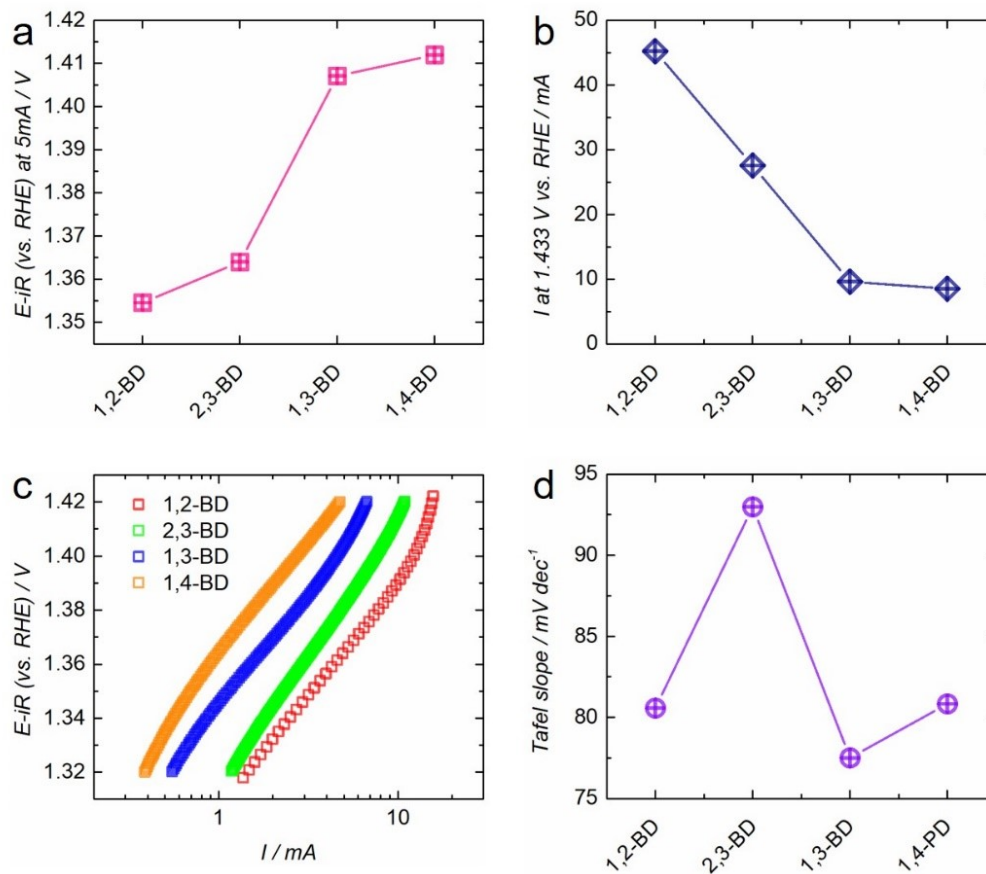 a
E-iR (vs. RHE) at 5mA / V
1.42
1.41
1.40
1.39
1.38
1.37
1.36
1.35
1,2-BD
2,3-BD
1,3-BD
1,4-BD
b
I at 1.433 V vs. RHE / mA
50
40
30
20
10
0
1,2-BD
2,3-BD
1,3-BD
1,4-BD
c
E-iR (vs. RHE) / V
1.42
1.40
1.38
1.36
1.34
1.32
1,2-BD
2,3-BD
1,3-BD
1,4-BD
1
10
I / mA
d
Tafel slope / mV dec-1
95
90
85
80
75
1,2-BD
2,3-BD
1,3-BD
1,4-PD